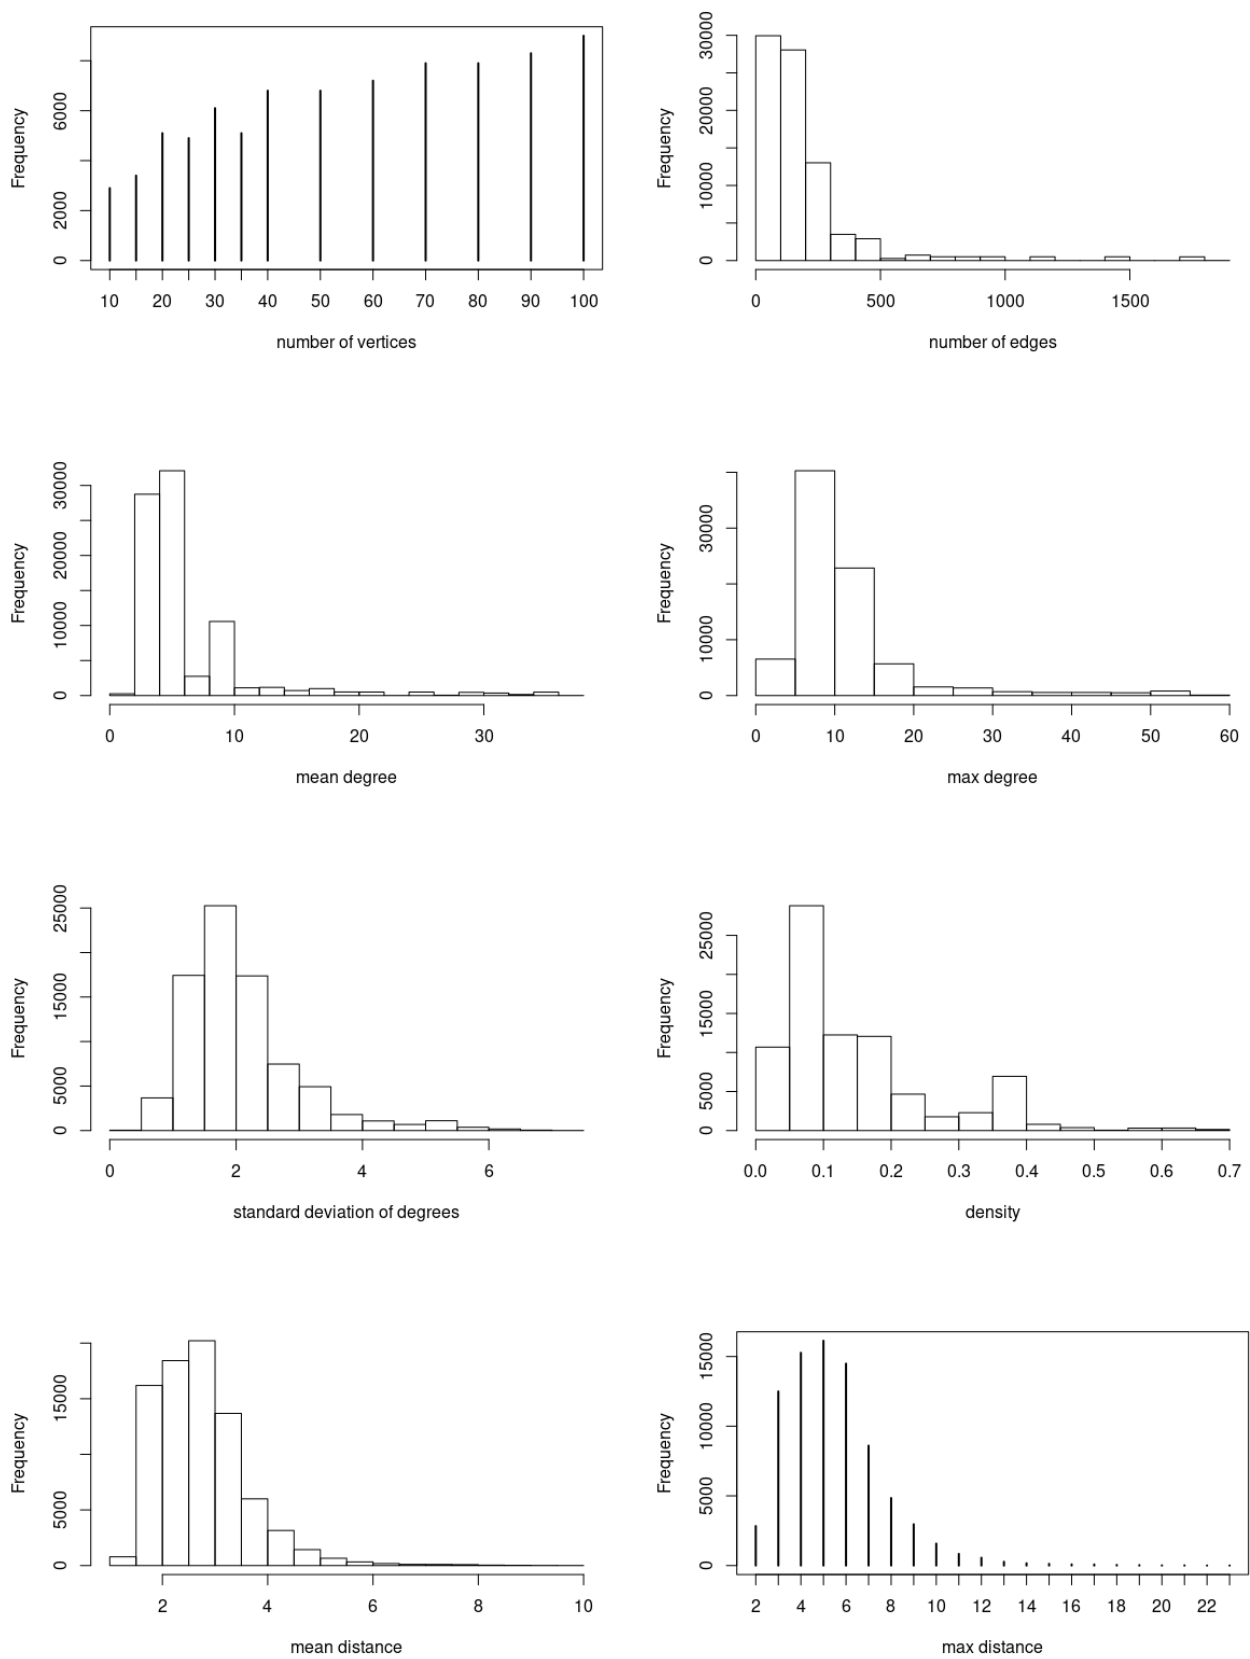 Frequency
0 2000 6000
10 20 30 40 50 60 70 80 90 100
number of vertices
Frequency
0 10000 20000 30000
0 500 1000 1500
number of edges
Frequency
0 10000 20000 30000
0 10 20 30
mean degree
Frequency
0 10000 30000
0 10 20 30 40 50 60
max degree
Frequency
0 5000 15000 25000
0 2 4 6
standard deviation of degrees
Frequency
0 5000 15000 25000
0.0 0.1 0.2 0.3 0.4 0.5 0.6 0.7
density
Frequency
0 5000 15000
2 4 6 8 10
mean distance
Frequency
0 5000 10000 15000
2 4 6 8 10 12 14 16 18 20 22
max distance